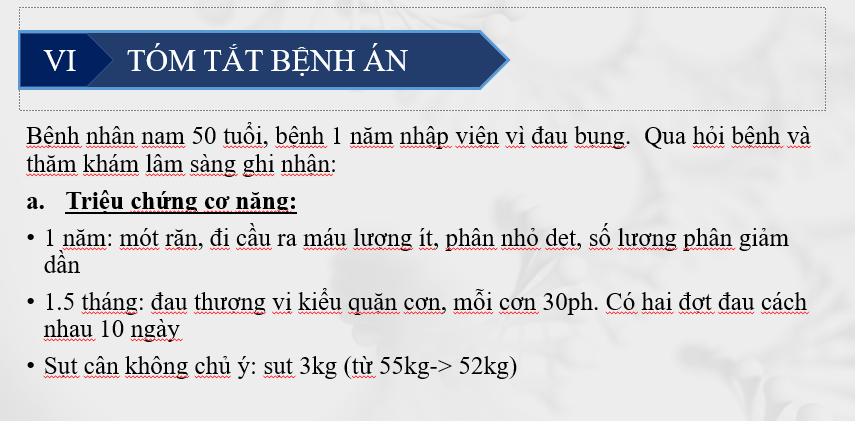 VI TÓM TẮT BỆNH ÁN
Bệnh nhân nam 50 tuổi, bệnh 1 năm nhập viện vì đau bụng. Qua hỏi bệnh và
thăm khám lâm sàng ghi nhận:
a. Triệu chứng cơ năng:
• 1 năm: mót rặn, đi cầu ra máu lượng ít, phân nhỏ dẹt, số lượng phân giảm
dần
• 1.5 tháng: đau thượng vị kiểu quặn cơn, mỗi cơn 30ph. Có hai đợt đau cách
nhau 10 ngày
• Sụt cân không chủ ý: sụt 3kg (từ 55kg-> 52kg)